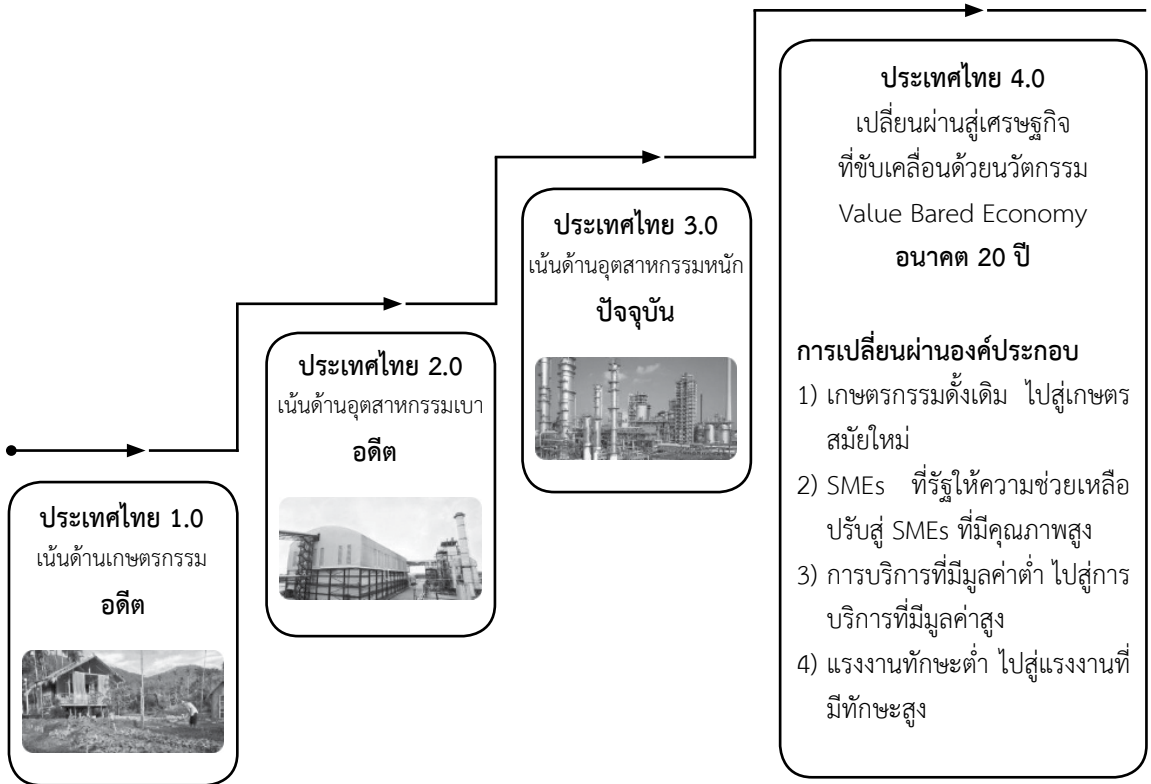 ประเทศไทย 1.0
เน้นด้านเกษตรกรรม
อดีต
ประเทศไทย 2.0
เน้นด้านอุตสาหกรรมเบา
อดีต
ประเทศไทย 3.0
เน้นด้านอุตสาหกรรมหนัก
ปัจจุบัน
ประเทศไทย 4.0
เปลี่ยนผ่านสู่เศรษฐกิจ
ที่ขับเคลื่อนด้วยนวัตกรรม
Value Bared Economy
อนาคต 20 ปี
การเปลี่ยนผ่านองค์ประกอบ
1) เกษตรกรรมดั้งเดิม ไปสู่เกษตร
สมัยใหม่
2) SMEs ที่รัฐให้ความช่วยเหลือ
ปรับสู่ SMEs ที่มีคุณภาพสูง
3) การบริการที่มีมูลค่าต่ำ ไปสู่การ
บริการที่มีมูลค่าสูง
4) แรงงานทักษะต่ำ ไปสู่แรงงานที่
มีทักษะสูง